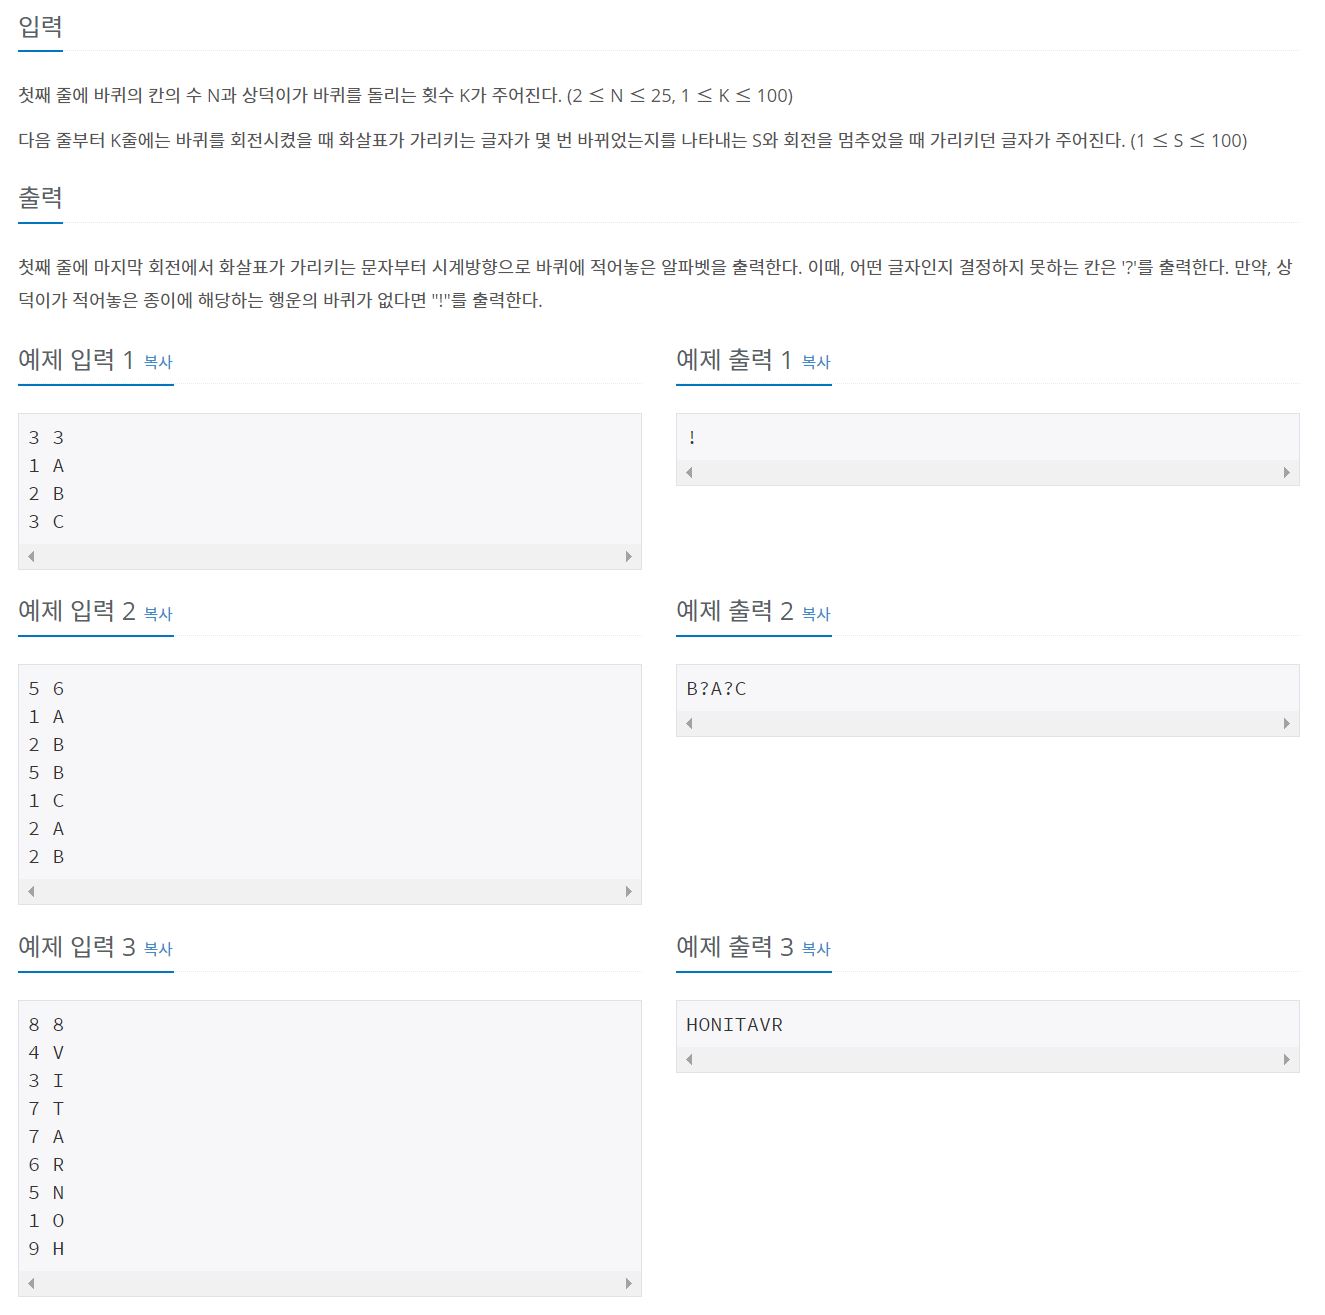 입력
첫째 줄에 바퀴의 칸의 수 N과 상덕이가 바퀴를 돌리는 횟수 K가 주어진다. (2 ≤ N ≤ 25, 1 ≤ K ≤ 100)
다음 줄부터 K줄에는 바퀴를 회전시켰을 때 화살표가 가리키는 글자가 몇 번 바뀌었는지를 나타내는 S와 회전을 멈추었을 때 가리키던 글자가 주어진다. (1 ≤ S ≤ 100)
출력
첫째 줄에 마지막 회전에서 화살표가 가리키는 문자부터 시계방향으로 바퀴에 적어놓은 알파벳을 출력한다. 이때, 어떤 글자인지 결정하지 못하는 칸은 '?'를 출력한다. 만약, 상
덕이가 적어놓은 종이에 해당하는 행운의 바퀴가 없다면 "!"를 출력한다.
예제 입력 1 복사
3 3
1 A
2 B
3 C
예제 출력 1 복사
!
예제 입력 2 복사
5 6
1 A
2 B
5 B
1 C
2 A
2 B
예제 출력 2 복사
B?A?C
예제 입력 3 복사
8 8
4 V
3 I
7 T
7 A
6 R
5 N
1 O
9 H
예제 출력 3 복사
HONITAVR